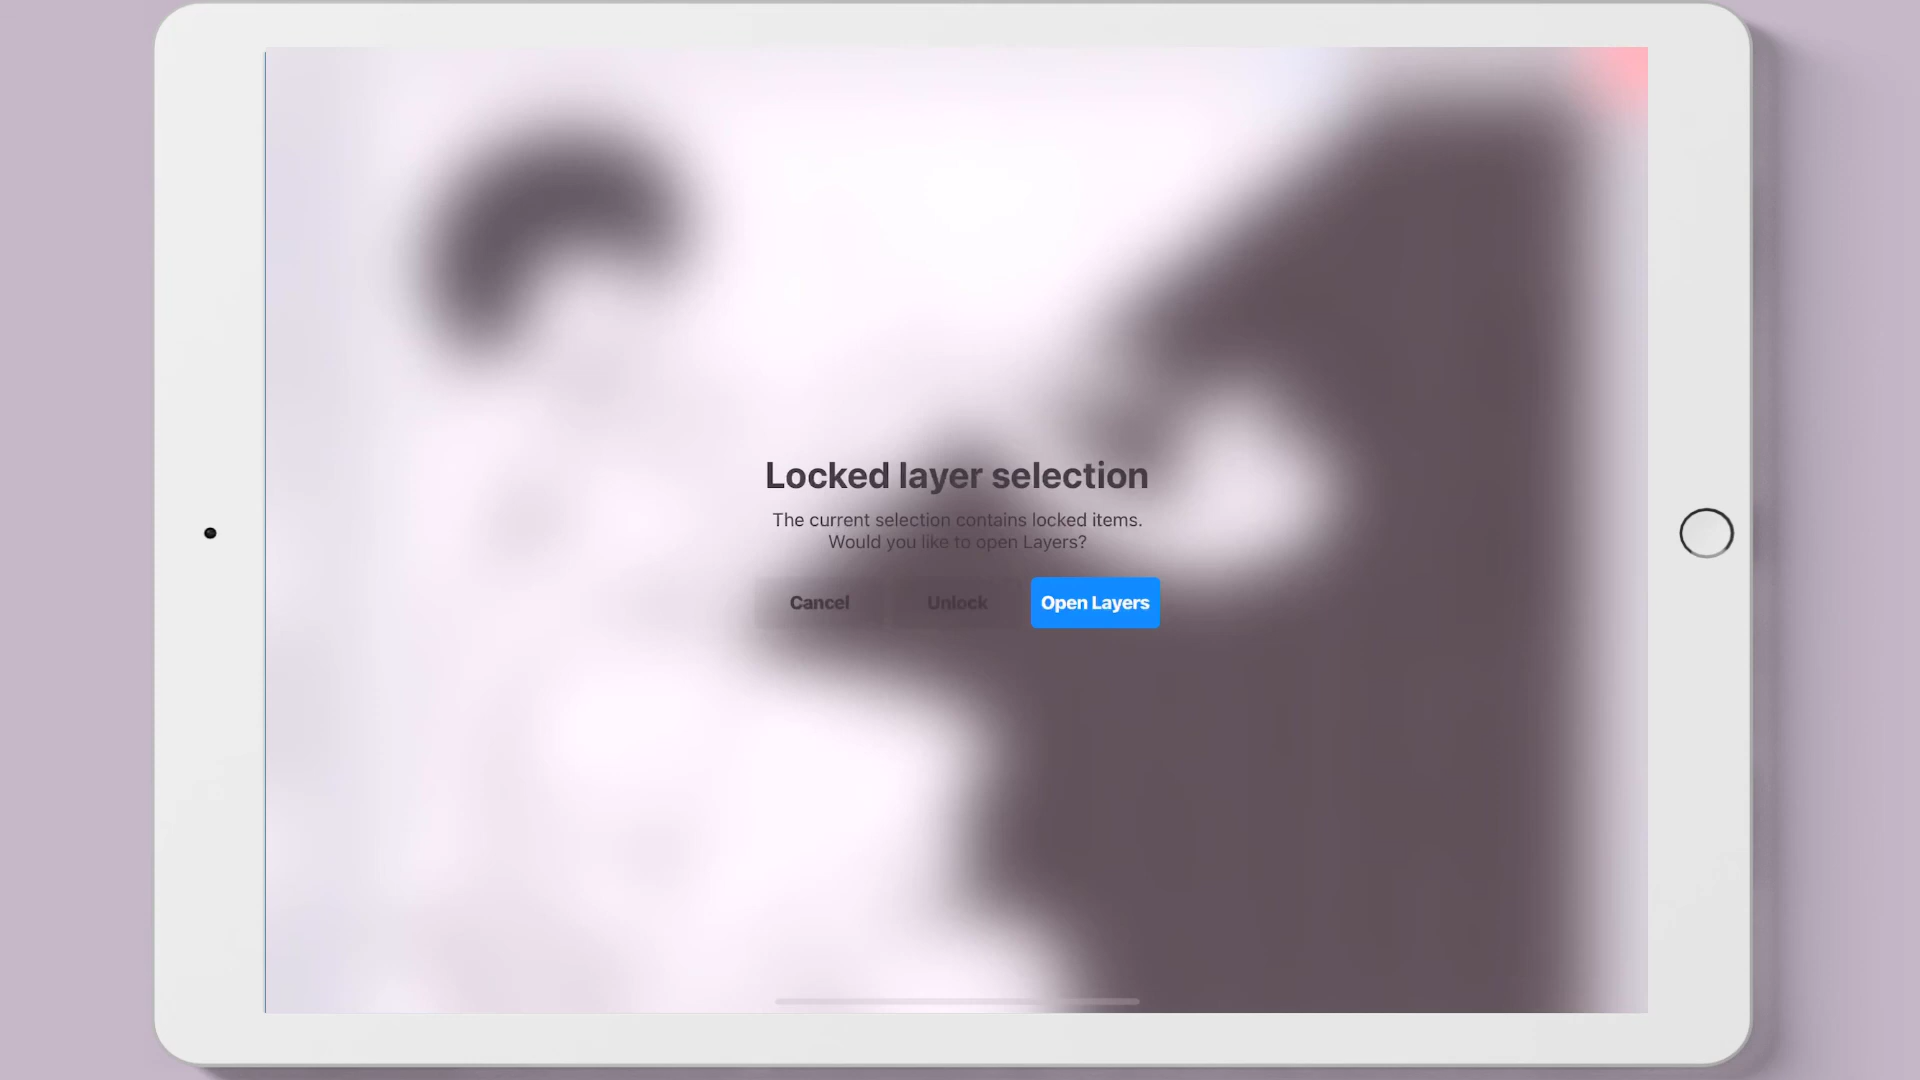 Locked layer selection
The current selection contains locked items.
Would you like to open Layers?
Cancel Unlock Open Layers